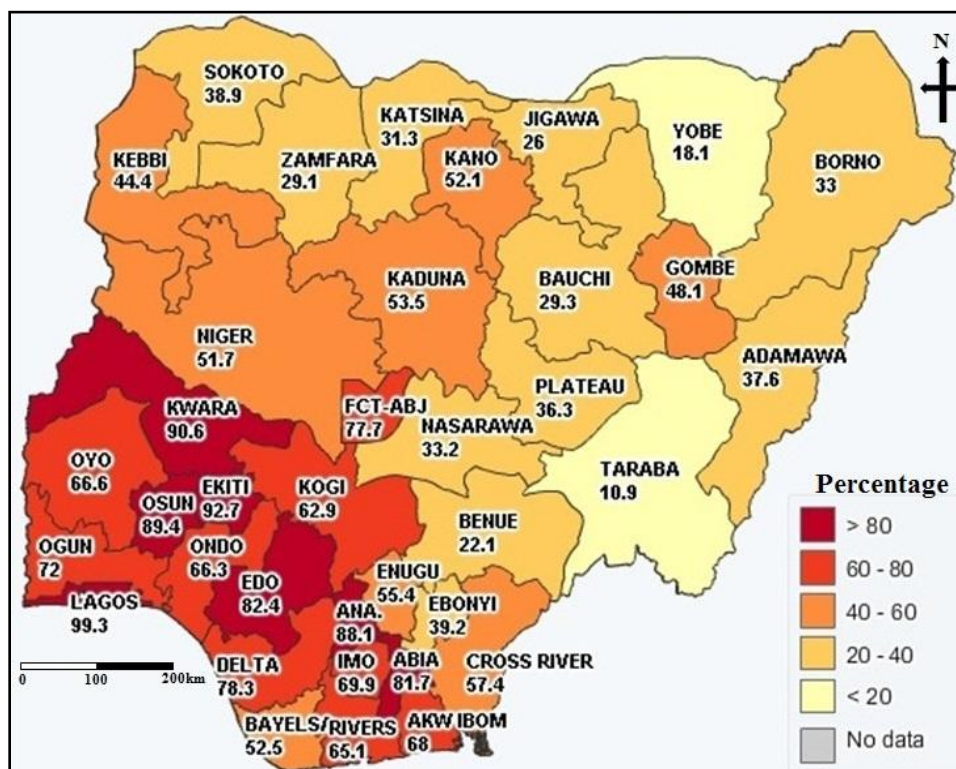 N
SOKOTO
38.9
KATSINA
31.3
JIGAWA
26
YOBE
18.1
BORNO
33
KEBBI
44.4
ZAMFARA
29.1
KANO
52.1
KADUNA
53.5
BAUCHI
29.3
GOMBE
48.1
NIGER
51.7
ADAMAWA
37.6
PLATEAU
36.3
FCT-ABJ
77.7
NASARAWA
33.2
KWARA
90.6
TARABA
10.9
OYO
66.6
OSUN
89.4
EKITI
92.7
KOGI
62.9
BENUE
22.1
OGUN
72
ONDO
66.3
EDO
82.4
ENUGU
55.4
EBONYI
39.2
LAGOS
99.3
ANA.
88.1
DELTA
78.3
IMO
69.9
ABIA
81.7
CROSS RIVER
57.4
BAYELSA
52.5
RIVERS
65.1
AKW IBOM
68
0 100 200km
Percentage
> 80
60 - 80
40 - 60
20 - 40
< 20
No data